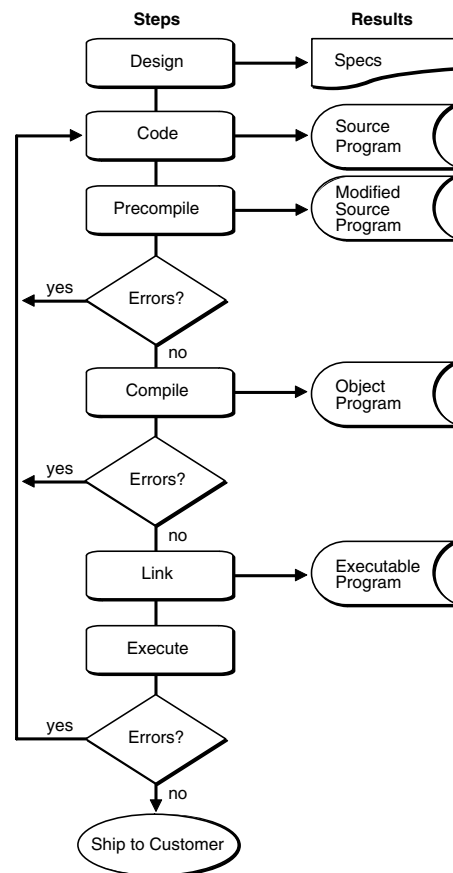 Steps
Results
Design
Specs
Code
Source
Program
Precompile
Modified
Source
Program
yes
Errors?
no
Compile
Object
Program
yes
Errors?
no
Link
Executable
Program
Execute
yes
Errors?
no
Ship to Customer